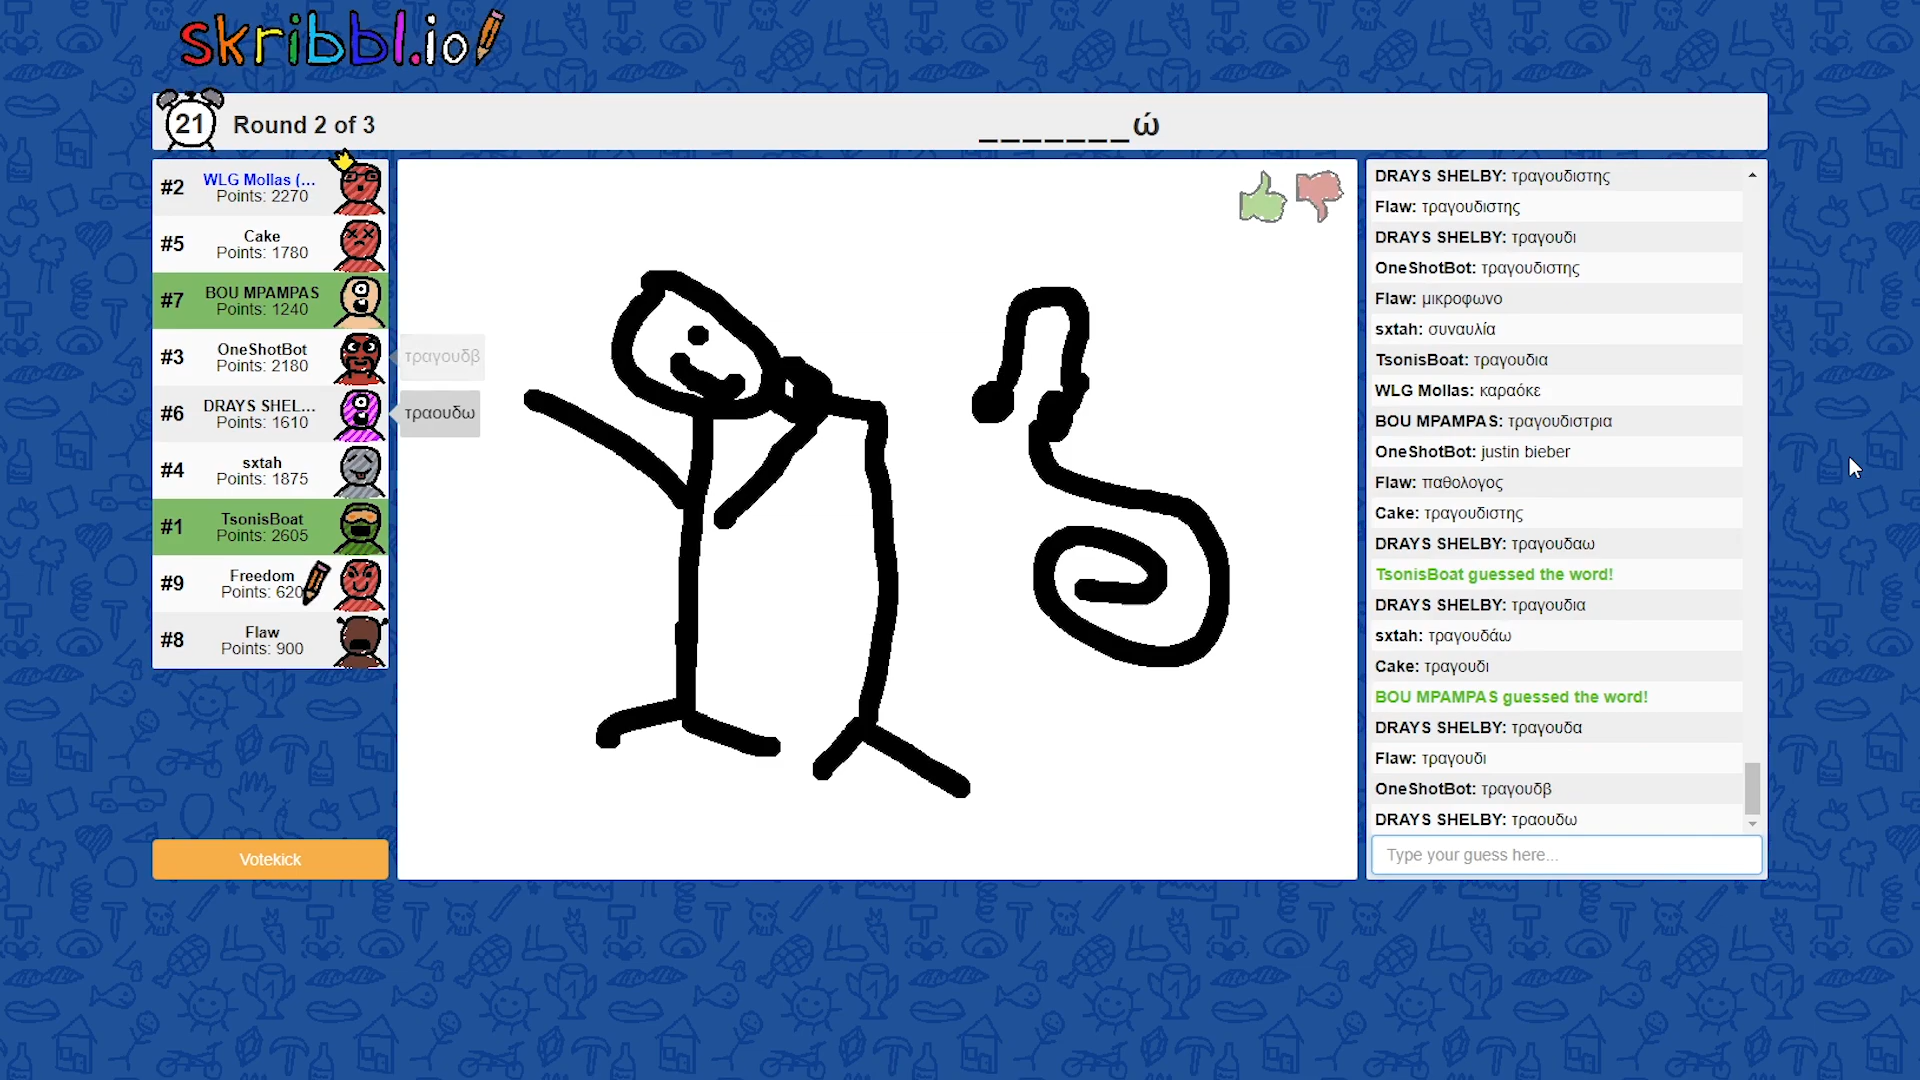 skribbl.io
21
Round 2 of 3
_______ώ
#2 WLG Mollas (...
Points: 2270
#5 Cake
Points: 1780
#7 BOU MPAMPAS
Points: 1240
#3 OneShotBot
Points: 2180
τραγουδβ
#6 DRAYS SHEL...
Points: 1610
τραουδω
#4 sxtah
Points: 1875
#1 TsonisBoat
Points: 2605
#9 Freedom
Points: 620
#8 Flaw
Points: 900
Votekick
DRAYS SHELBY: τραγουδιστης
Flaw: τραγουδιστης
DRAYS SHELBY: τραγουδι
OneShotBot: τραγουδιστης
Flaw: μικροφωνο
sxtah: συναυλία
TsonisBoat: τραγουδια
WLG Mollas: καραόκε
BOU MPAMPAS: τραγουδιστρια
OneShotBot: justin bieber
Flaw: παθολογος
Cake: τραγουδιστης
DRAYS SHELBY: τραγουδαω
TsonisBoat guessed the word!
DRAYS SHELBY: τραγουδια
sxtah: τραγουδάω
Cake: τραγουδι
BOU MPAMPAS guessed the word!
DRAYS SHELBY: τραγουδα
Flaw: τραγουδι
OneShotBot: τραγουδβ
DRAYS SHELBY: τραουδω
Type your guess here...